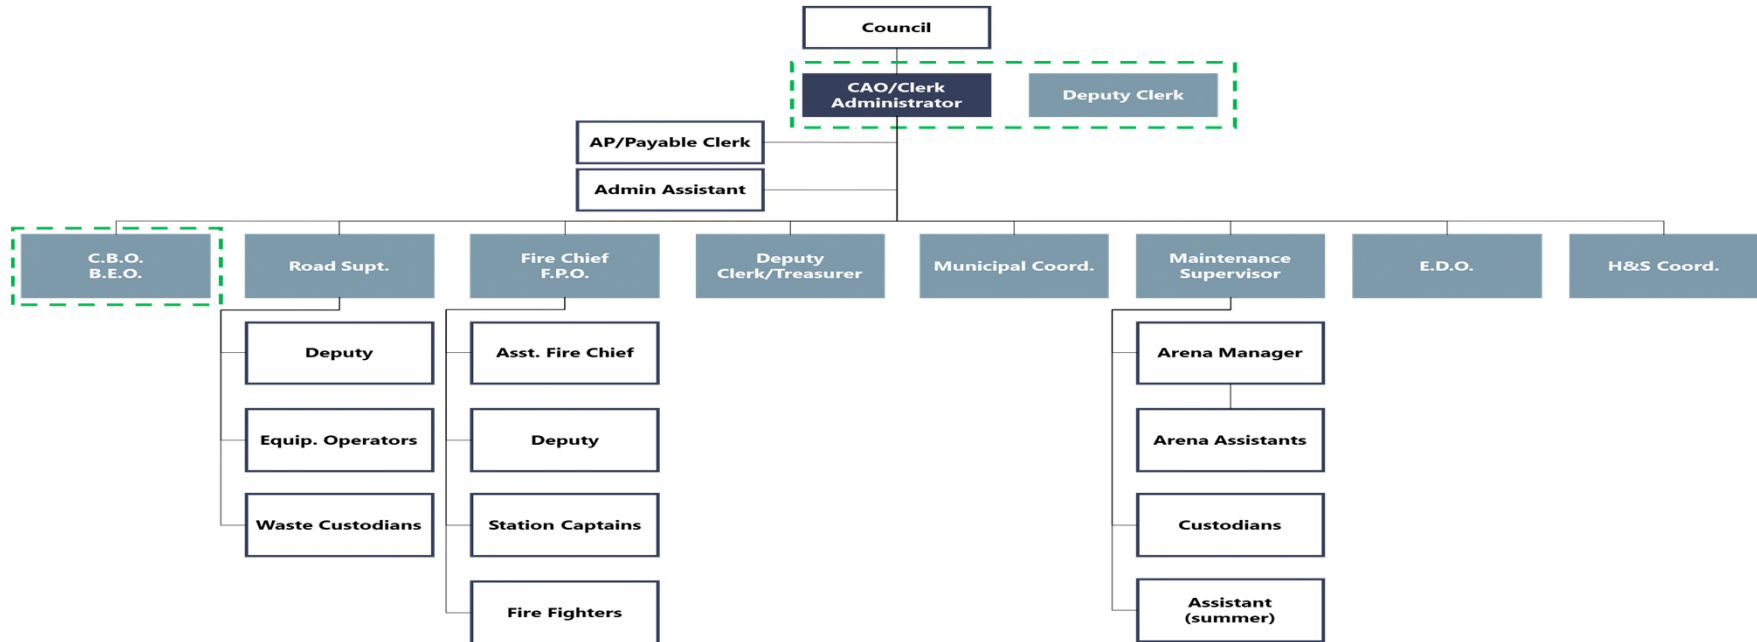 Council
CAO/Clerk
Administrator
Deputy Clerk
AP/Payable Clerk
Admin Assistant
C.B.O.
B.E.O.
Road Supt.
Fire Chief
F.P.O.
Deputy
Clerk/Treasurer
Municipal Coord.
Maintenance
Supervisor
E.D.O.
H&S Coord.
Deputy
Asst. Fire Chief
Arena Manager
Equip. Operators
Deputy
Arena Assistants
Waste Custodians
Station Captains
Custodians
Fire Fighters
Assistant
(summer)